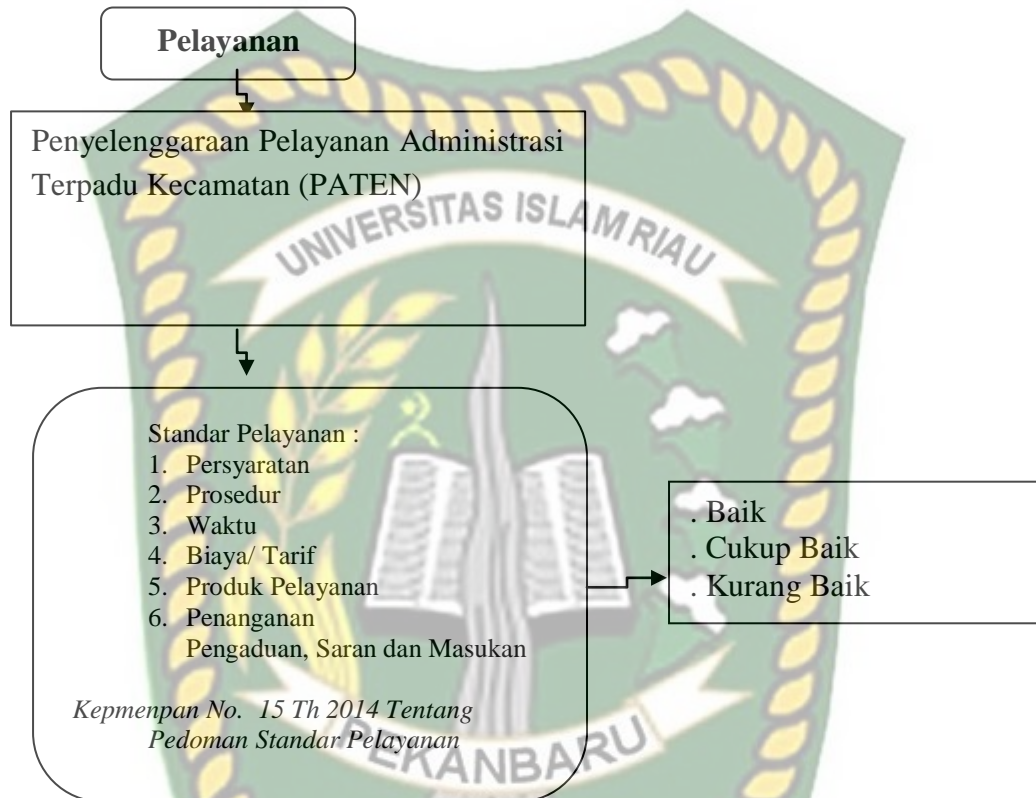 Pelayanan
Penyelenggaraan Pelayanan Administrasi
Terpadu Kecamatan (PATEN)
UNIVERSITAS ISLAM RIAU
Standar Pelayanan :
1. Persyaratan
2. Prosedur
3. Waktu
4. Biaya/ Tarif
5. Produk Pelayanan
6. Penanganan
Pengaduan, Saran dan Masukan
Kepmenpan No. 15 Th 2014 Tentang
Pedoman Standar Pelayanan
. Baik
. Cukup Baik
. Kurang Baik
PEKANBARU